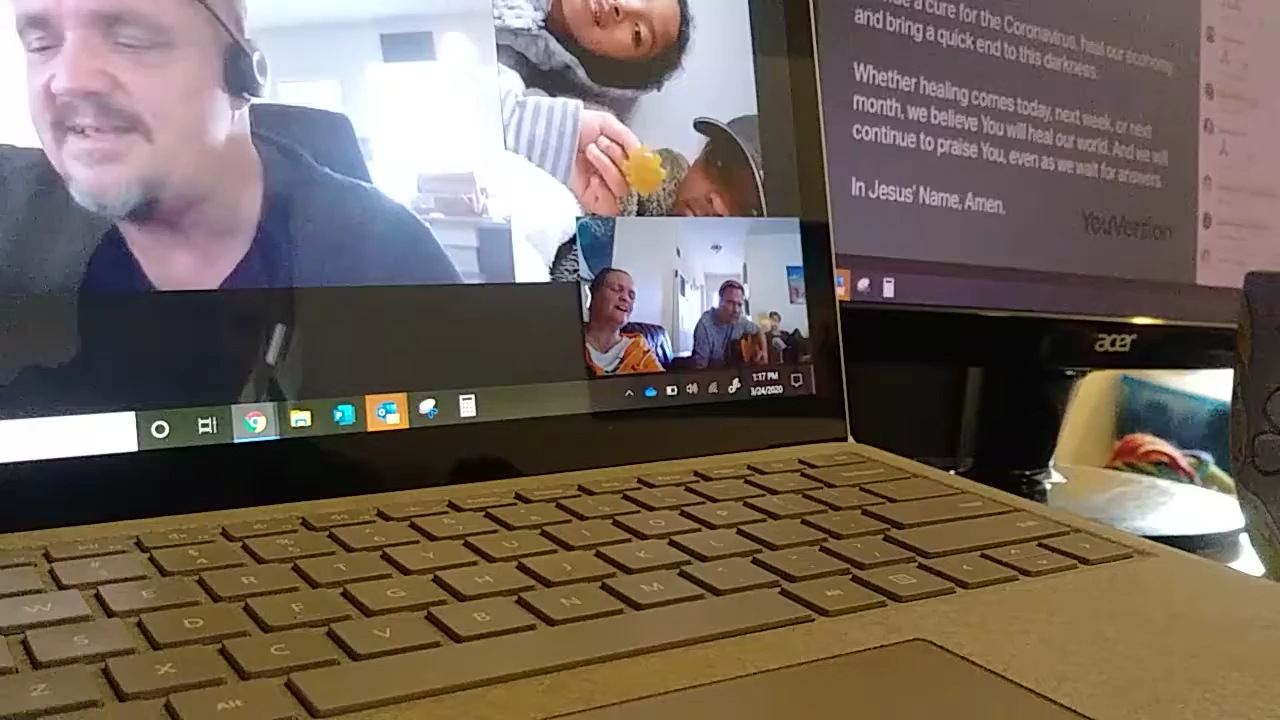 a cure for the Coronavirus, heal our economy
and bring a quick end to this darkness.
Whether healing comes today, next week, or next
month, we believe You will heal our world. And we will
continue to praise You, even as we wait for answers.
In Jesus' Name, Amen.
YouVersion
acer
1:17 PM
3/24/2020
R T Y U I O P
W E
S D F G H J K
Z X C V B N M
Alt